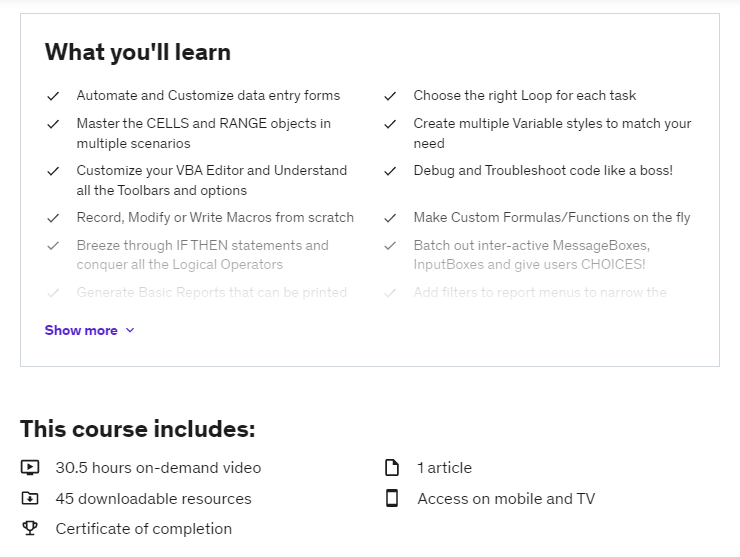 What you'll learn
Automate and Customize data entry forms
Choose the right Loop for each task
Master the CELLS and RANGE objects in
multiple scenarios
Create multiple Variable styles to match your
need
Customize your VBA Editor and Understand
all the Toolbars and options
Debug and Troubleshoot code like a boss!
Record, Modify or Write Macros from scratch
Make Custom Formulas/Functions on the fly
Breeze through IF THEN statements and
conquer all the Logical Operators
Batch out inter-active MessageBoxes,
InputBoxes and give users CHOICES!
Generate Basic Reports that can be printed
Add filters to report menus to narrow the
Show more
This course includes:
30.5 hours on-demand video
1 article
45 downloadable resources
Access on mobile and TV
Certificate of completion